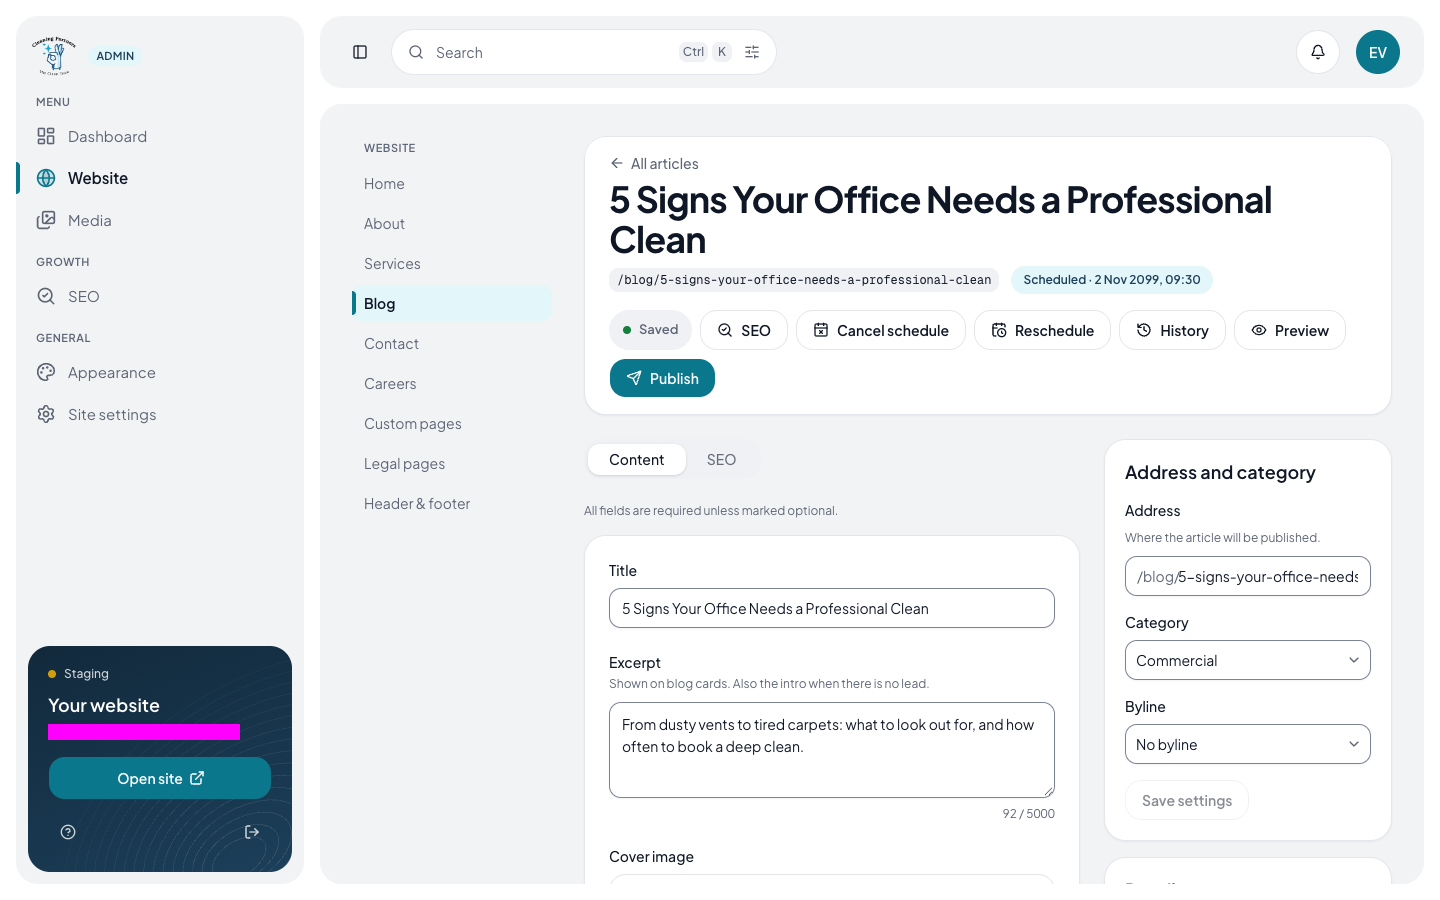 Cleaning Partners
ADMIN
MENU
Dashboard
Website
Media
GROWTH
SEO
GENERAL
Appearance
Site settings
Staging
Your website
Open site
Search
Ctrl K
EV
WEBSITE
Home
About
Services
Blog
Contact
Careers
Custom pages
Legal pages
Header & footer
All articles
5 Signs Your Office Needs a Professional
Clean
/blog/5-signs-your-office-needs-a-professional-clean
Scheduled · 2 Nov 2099, 09:30
Saved
SEO
Cancel schedule
Reschedule
History
Preview
Publish
Content
SEO
All fields are required unless marked optional.
Title
5 Signs Your Office Needs a Professional Clean
Excerpt
Shown on blog cards. Also the intro when there is no lead.
From dusty vents to tired carpets: what to look out for, and how
often to book a deep clean.
92 / 5000
Cover image
Address and category
Address
Where the article will be published.
/blog/5-signs-your-office-needs
Category
Commercial
Byline
No byline
Save settings